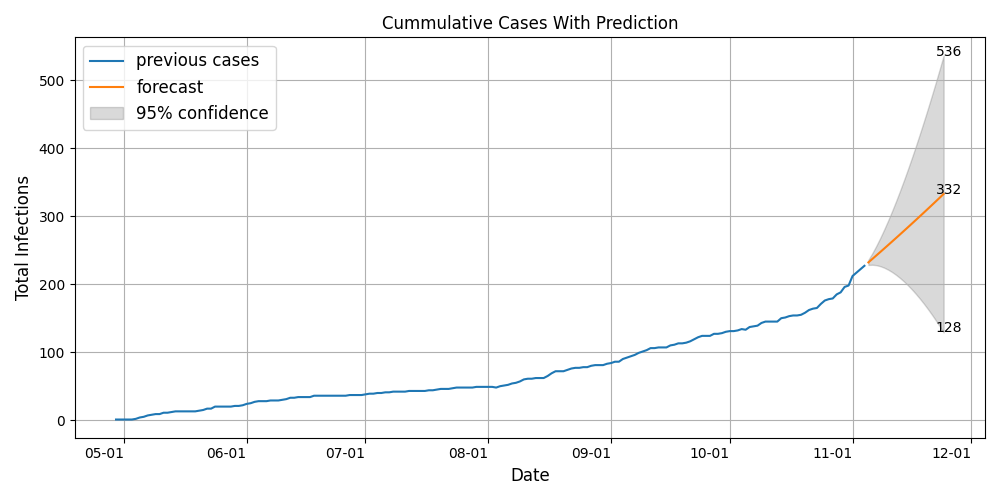 Cummulative Cases With Prediction
previous cases
forecast
95% confidence
Total Infections
500
400
300
200
100
0
536
332
128
05-01 06-01 07-01 08-01 09-01 10-01 11-01 12-01
Date